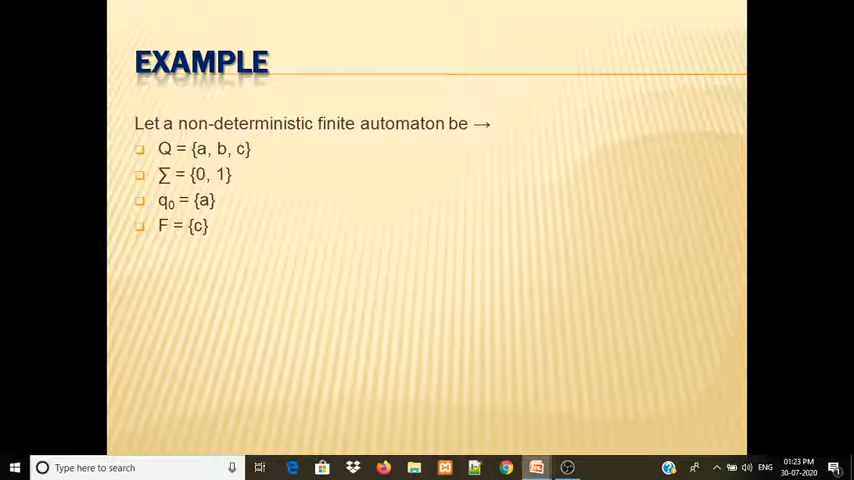 EXAMPLE
Let a non-deterministic finite automaton be →
Q = {a, b, c}
∑ = {0, 1}
q₀ = {a}
F = {c}
Type here to search
ENG
01:23 PM
30-07-2020